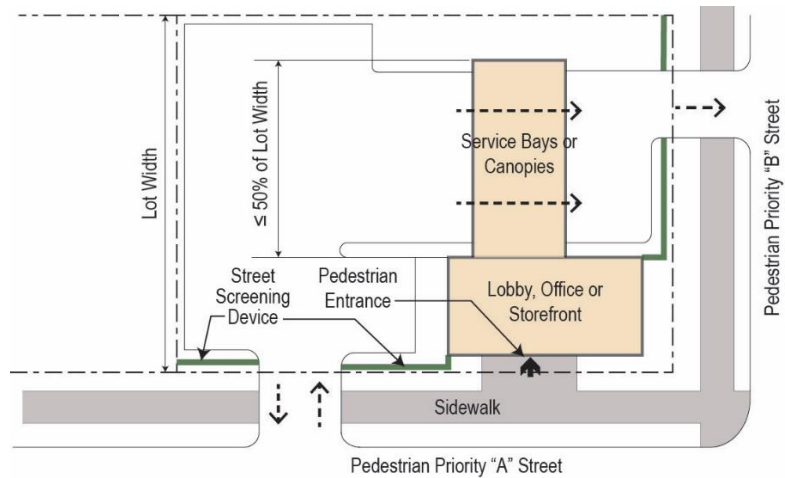 Lot Width
≤ 50% of Lot Width
Service Bays or
Canopies
Pedestrian Priority “B” Street
Street
Screening
Device
Pedestrian
Entrance
Lobby, Office or
Storefront
Sidewalk
Pedestrian Priority “A” Street